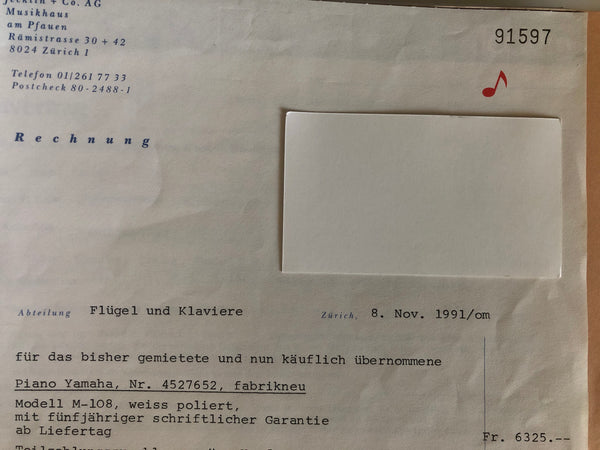 + Co. AG
Musikhaus
am Pfauen
Rämistrasse 30 + 42
8024 Zürich 1
Telefon 01/261 77 33
Postcheck 80-2488-1
91597
Rechnung
Abteilung Flügel und Klaviere
Zürich, 8. Nov. 1991/om
für das bisher gemietete und nun käuflich übernommene
Piano Yamaha, Nr. 4527652, fabrikneu
Modell M-108, weiss poliert,
mit fünfjähriger schriftlicher Garantie
ab Liefertag
Fr. 6325.--